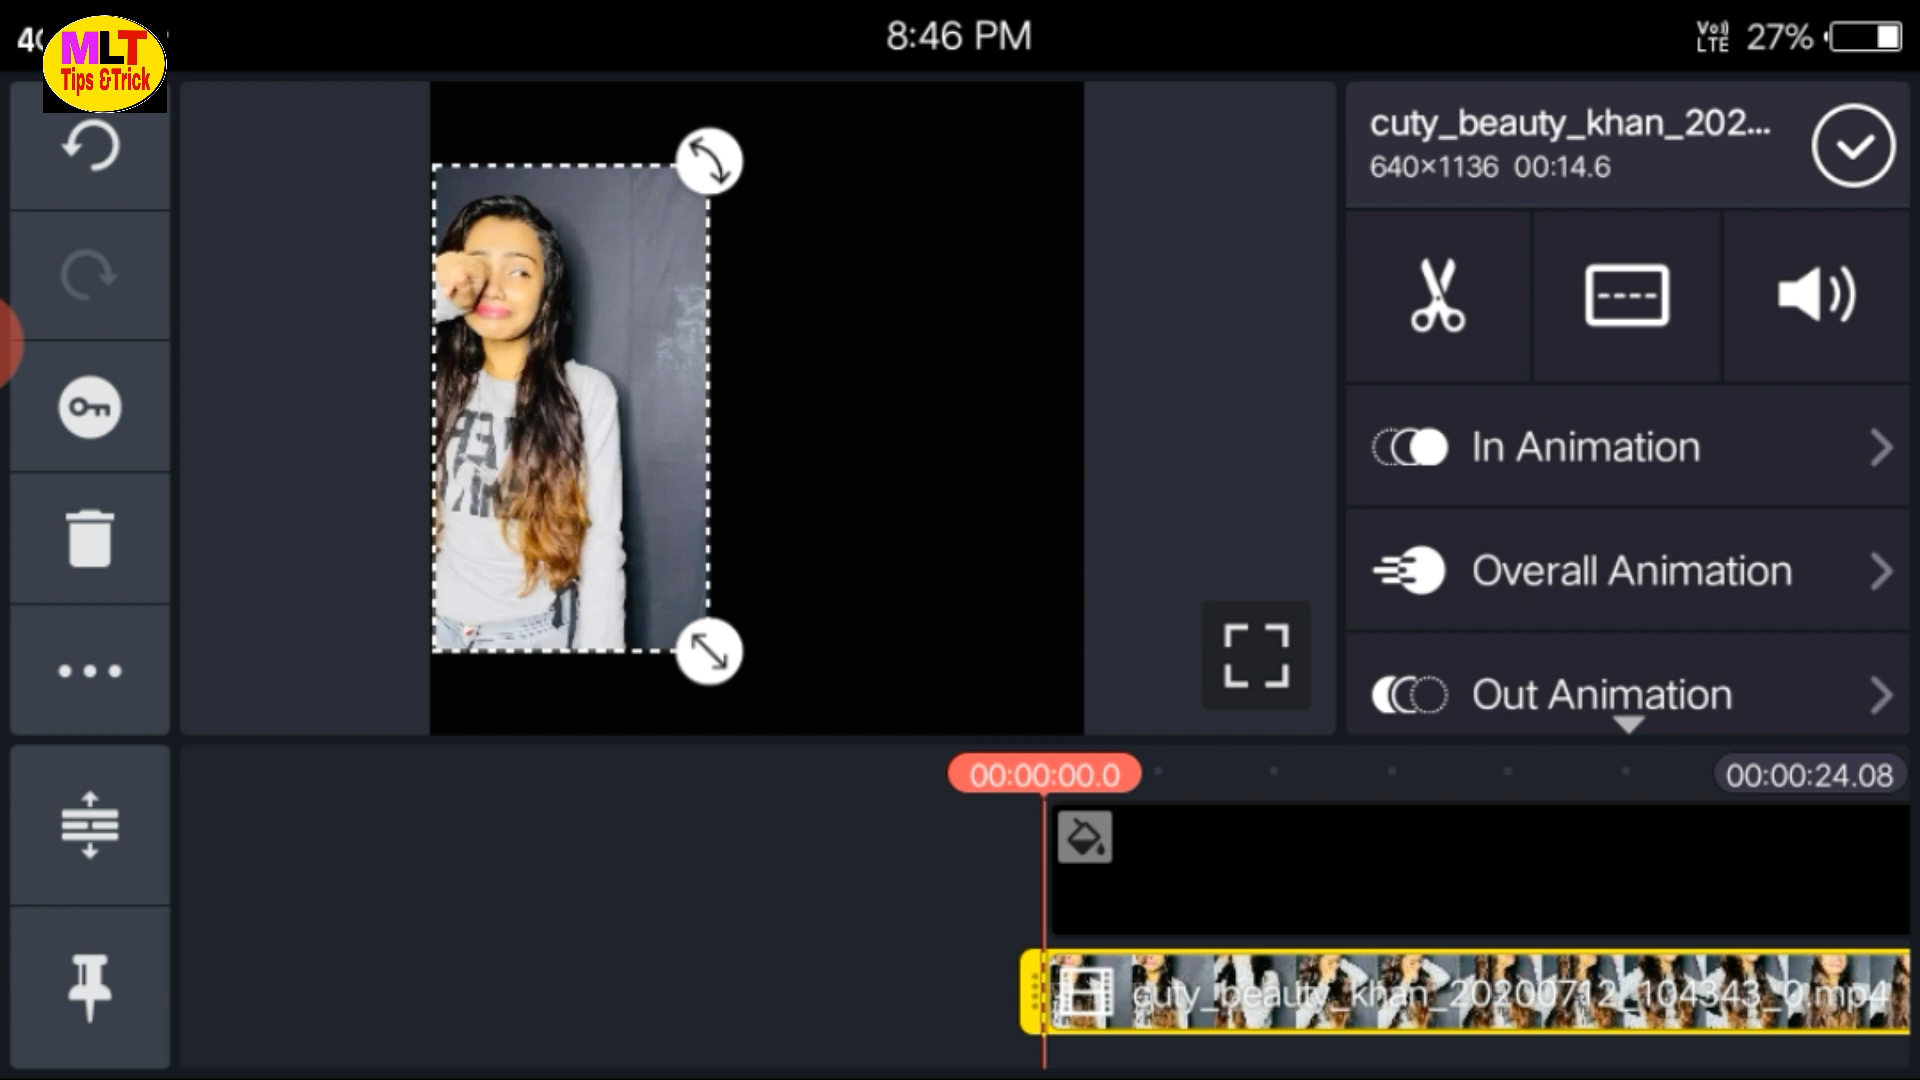 8:46 PM
Vo))
LTE
27%
MLT
Tips &Trick
cuty_beauty_khan_202...
640×1136 00:14.6
In Animation
Overall Animation
Out Animation
00:00:00.0
00:00:24.08
cuty_beauty_khan_20200712_104343_0.mp4